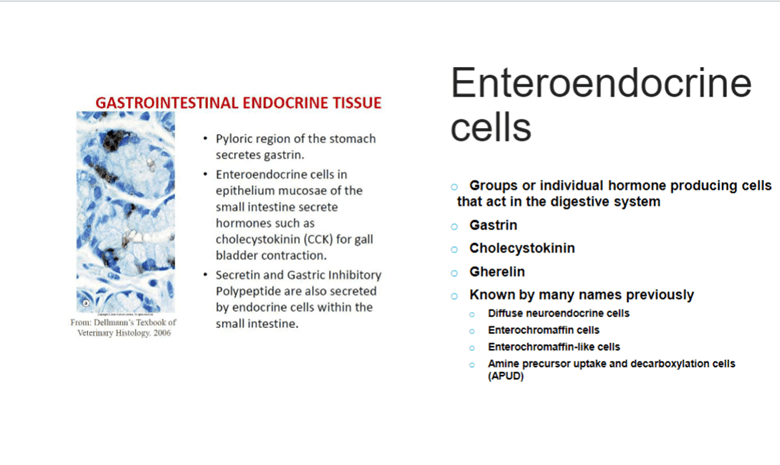 GASTROINTESTINAL ENDOCRINE TISSUE
• Pyloric region of the stomach
secretes gastrin.
• Enteroendocrine cells in
epithelium mucosae of the
small intestine secrete
hormones such as
cholecystokinin (CCK) for gall
bladder contraction.
• Secretin and Gastric Inhibitory
Polypeptide are also secreted
by endocrine cells within the
small intestine.
From: Dellmann's Texbook of
Veterinary Histology. 2006
Enteroendocrine
cells
Groups or individual hormone producing cells
that act in the digestive system
Gastrin
Cholecystokinin
Gherelin
Known by many names previously
Diffuse neuroendocrine cells
Enterochromaffin cells
Enterochromaffin-like cells
Amine precursor uptake and decarboxylation cells
(APUD)